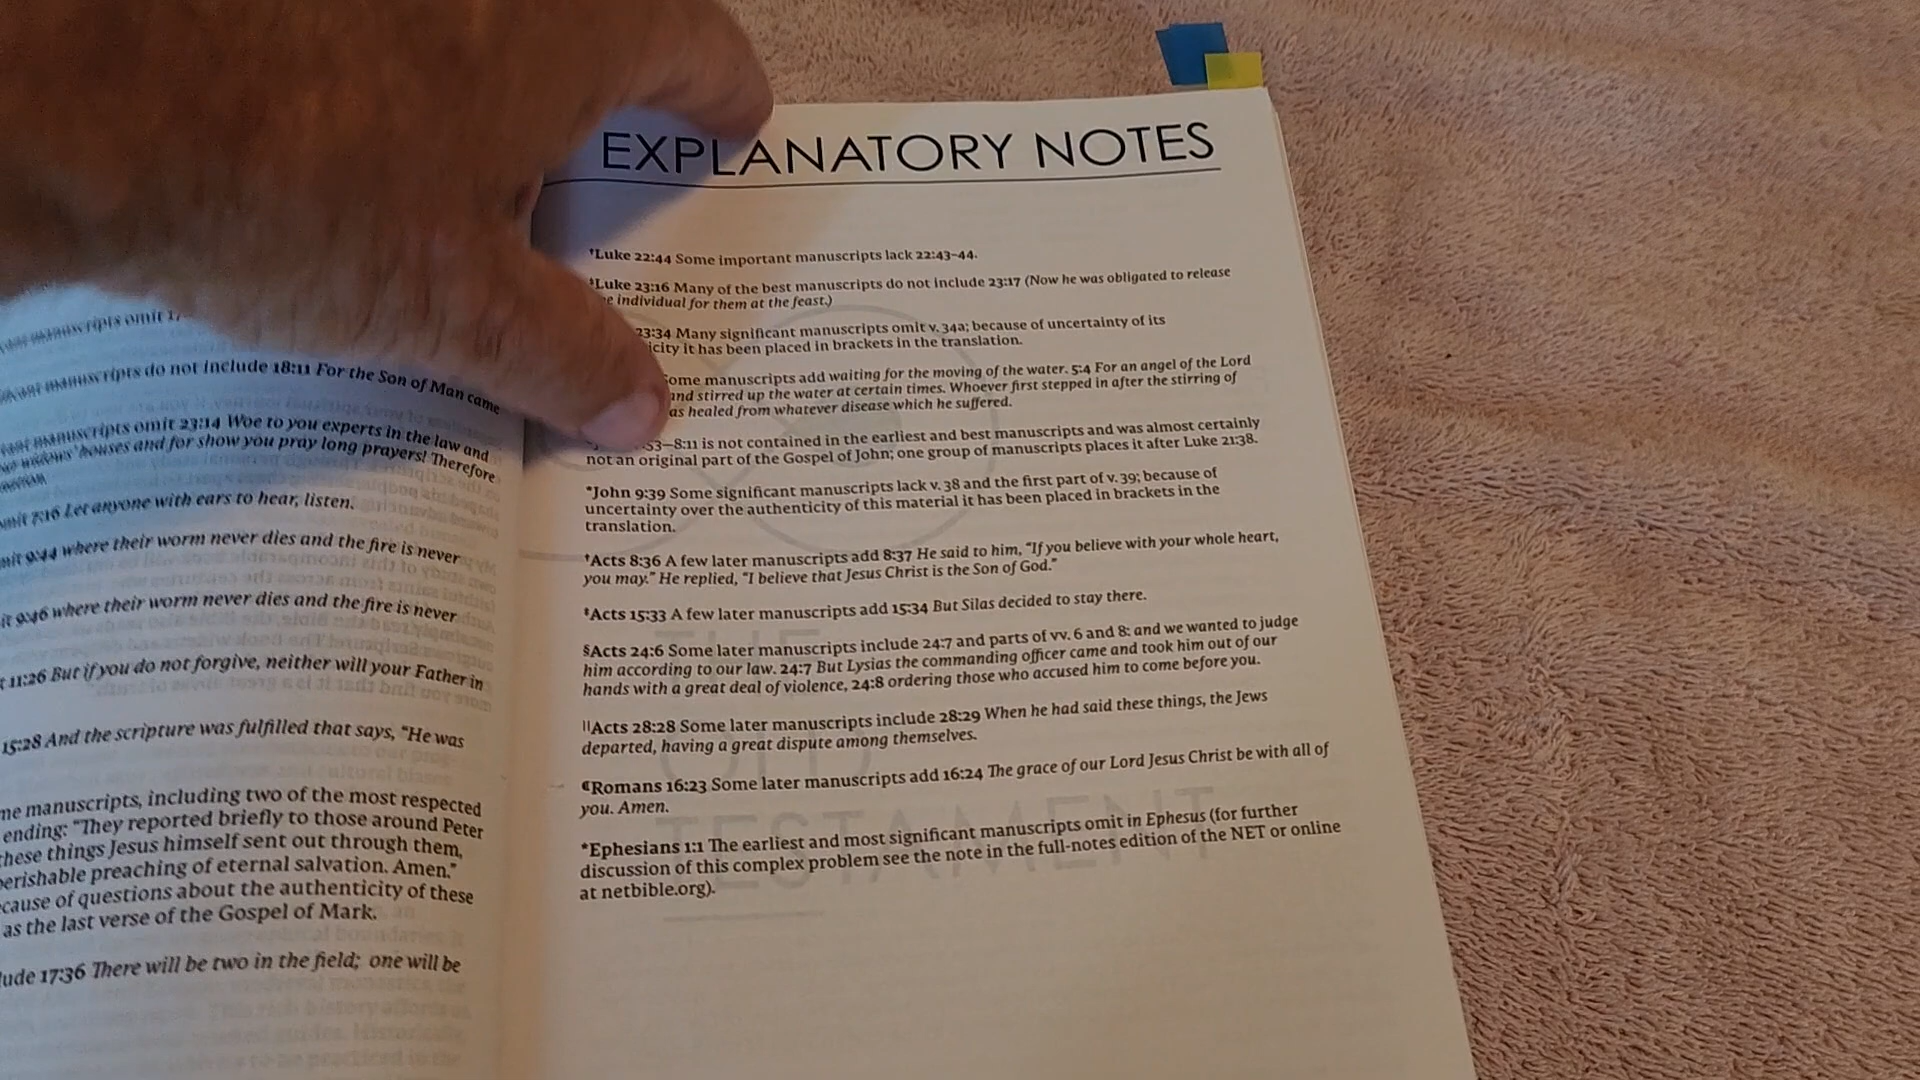 manuscripts omit
manuscripts do not include 18:11 For the Son of Man came
manuscripts omit 23:14 Woe to you experts in the law and
widows' houses and for show you pray long prayers! Therefore
7:16 Let anyone with ears to hear, listen.
9:44 where their worm never dies and the fire is never
9:46 where their worm never dies and the fire is never
11:26 But if you do not forgive, neither will your Father in
15:28 And the scripture was fulfilled that says, “He was
manuscripts, including two of the most respected
ending: “They reported briefly to those around Peter
these things Jesus himself sent out through them,
preaching of eternal salvation. Amen.”
of questions about the authenticity of these
as the last verse of the Gospel of Mark.
17:36 There will be two in the field; one will be
EXPLANATORY NOTES
†Luke 22:44 Some important manuscripts lack 22:43–44.
‡Luke 23:16 Many of the best manuscripts do not include 23:17 (Now he was obligated to release
individual for them at the feast.)
23:34 Many significant manuscripts omit v. 34a; because of uncertainty of its
it has been placed in brackets in the translation.
Some manuscripts add waiting for the moving of the water. 5:4 For an angel of the Lord
and stirred up the water at certain times. Whoever first stepped in after the stirring of
healed from whatever disease which he suffered.
53–8:11 is not contained in the earliest and best manuscripts and was almost certainly
not an original part of the Gospel of John; one group of manuscripts places it after Luke 21:38.
*John 9:39 Some significant manuscripts lack v. 38 and the first part of v. 39; because of
uncertainty over the authenticity of this material it has been placed in brackets in the
translation.
†Acts 8:36 A few later manuscripts add 8:37 He said to him, “If you believe with your whole heart,
you may.” He replied, “I believe that Jesus Christ is the Son of God.”
‡Acts 15:33 A few later manuscripts add 15:34 But Silas decided to stay there.
§Acts 24:6 Some later manuscripts include 24:7 and parts of vv. 6 and 8: and we wanted to judge
him according to our law. 24:7 But Lysias the commanding officer came and took him out of our
hands with a great deal of violence, 24:8 ordering those who accused him to come before you.
||Acts 28:28 Some later manuscripts include 28:29 When he had said these things, the Jews
departed, having a great dispute among themselves.
¶Romans 16:23 Some later manuscripts add 16:24 The grace of our Lord Jesus Christ be with all of
you. Amen.
*Ephesians 1:1 The earliest and most significant manuscripts omit in Ephesus (for further
discussion of this complex problem see the note in the full-notes edition of the NET or online
at netbible.org).